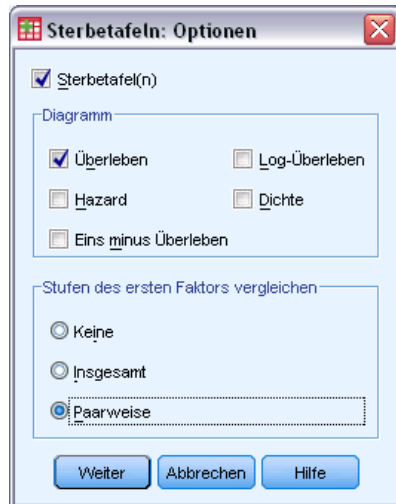 Sterbetafeln: Optionen
Sterbetafel(n)
Diagramm
Überleben
Log-Überleben
Hazard
Dichte
Eins minus Überleben
Stufen des ersten Faktors vergleichen
Keine
Insgesamt
Paarweise
Weiter
Abbrechen
Hilfe